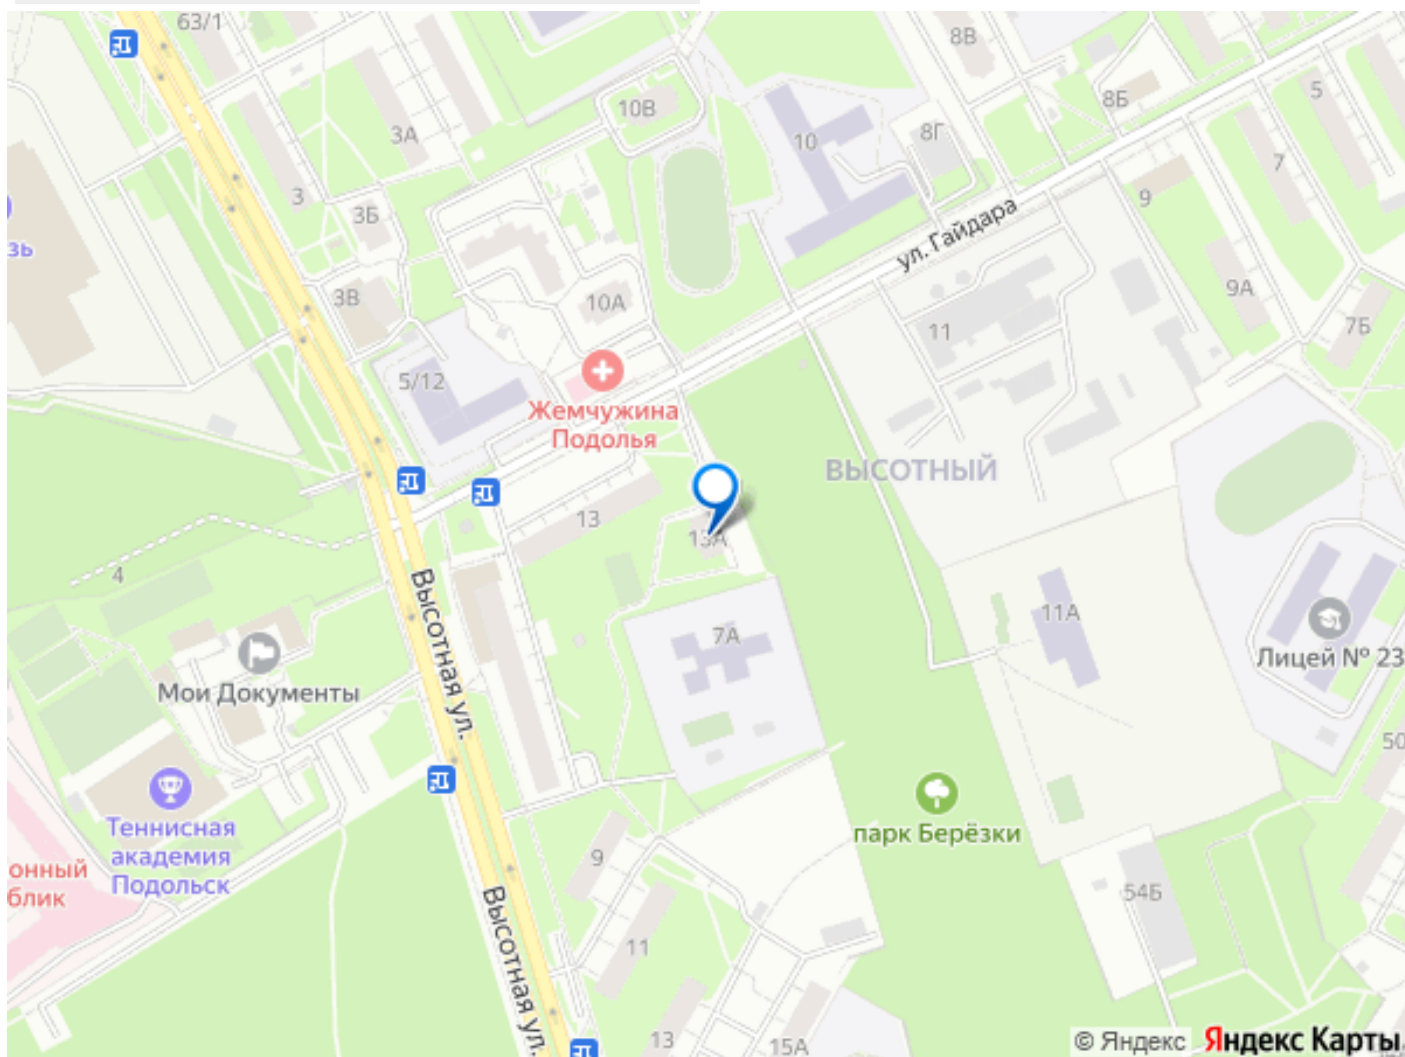 63/1
8В
3А
10В
10
8Г
8Б
5
7
9
3
3Б
ул. Гайдара
зь
3В
10А
11
9А
7Б
5/12
Жемчужина
Подолья
ВЫСОТНЫЙ
13
13А
4
Высотная ул.
7А
11А
Мои Документы
Лицей № 23
50
Теннисная
академия
Подольск
онный
блик
парк Берёзки
9
54Б
Высотная ул.
11
13
15А
© Яндекс Яндекс Карты